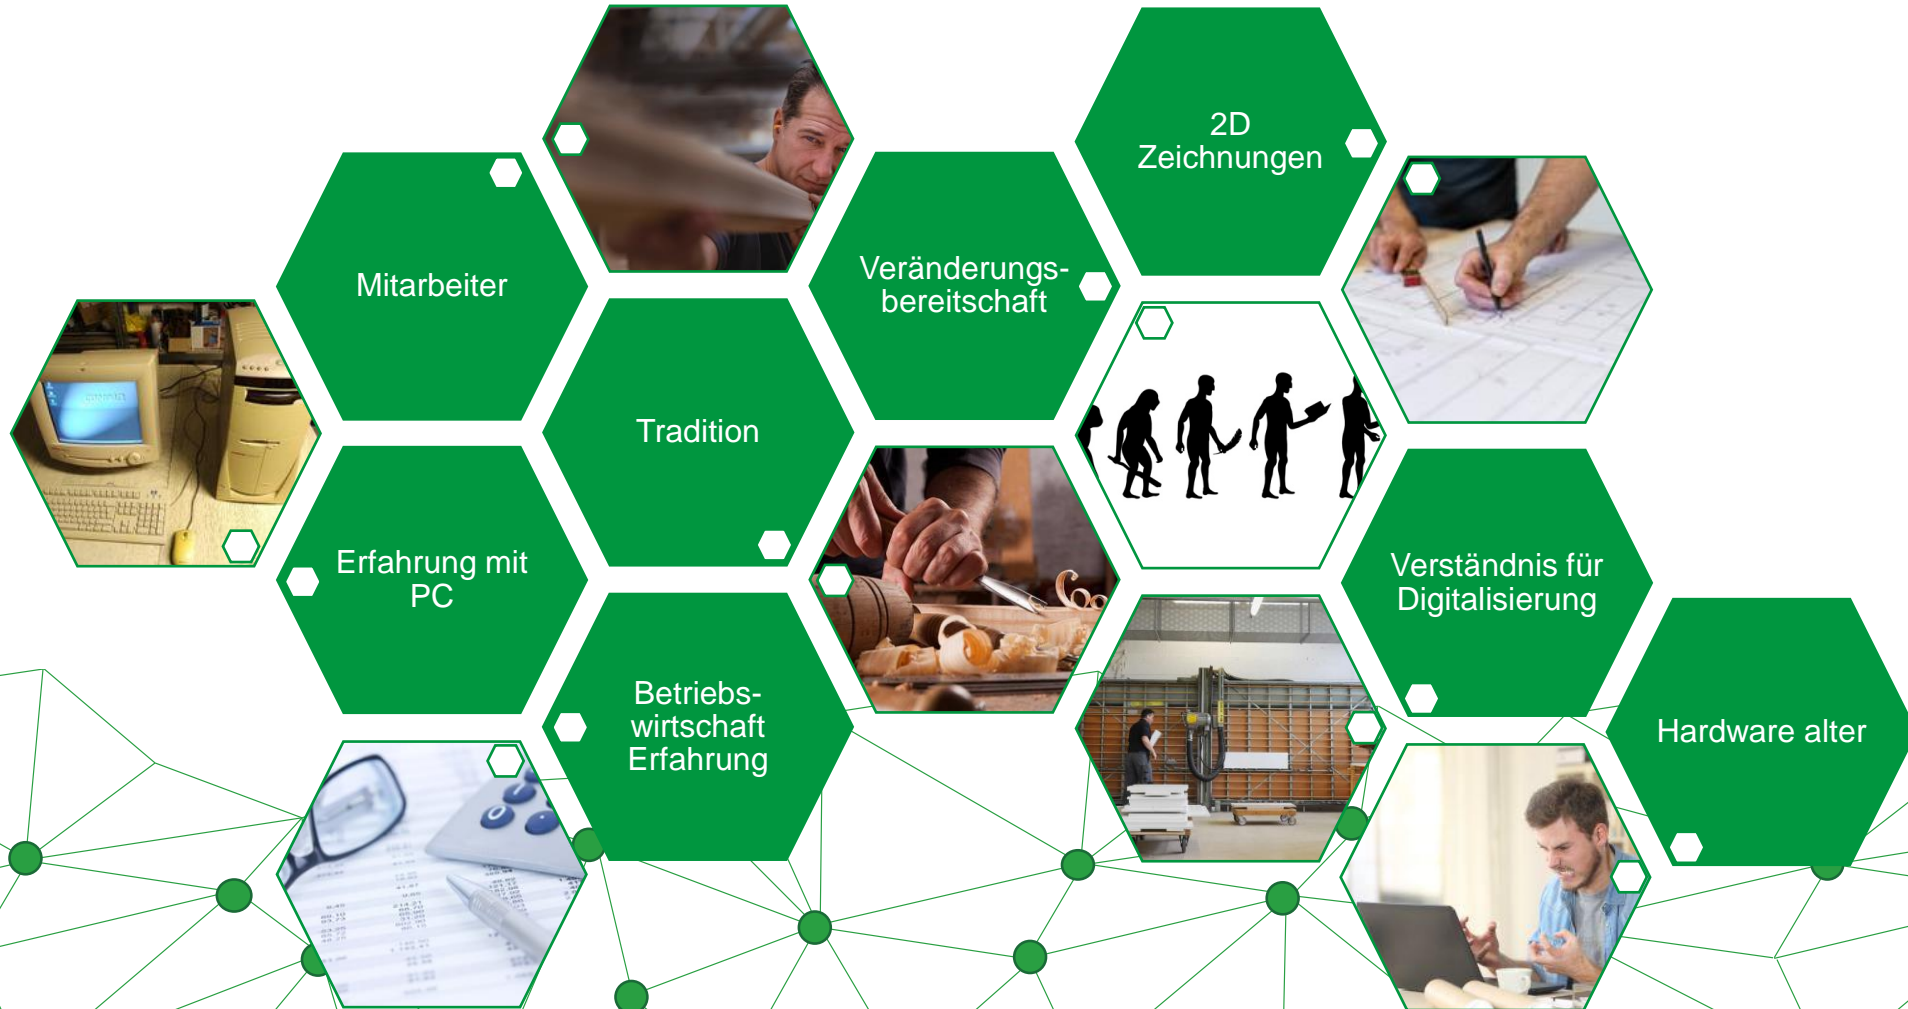 2D
Zeichnungen
Mitarbeiter
Veränderungs-
bereitschaft
Tradition
Erfahrung mit
PC
Verständnis für
Digitalisierung
Betriebs-
wirtschaft
Erfahrung
Hardware alter